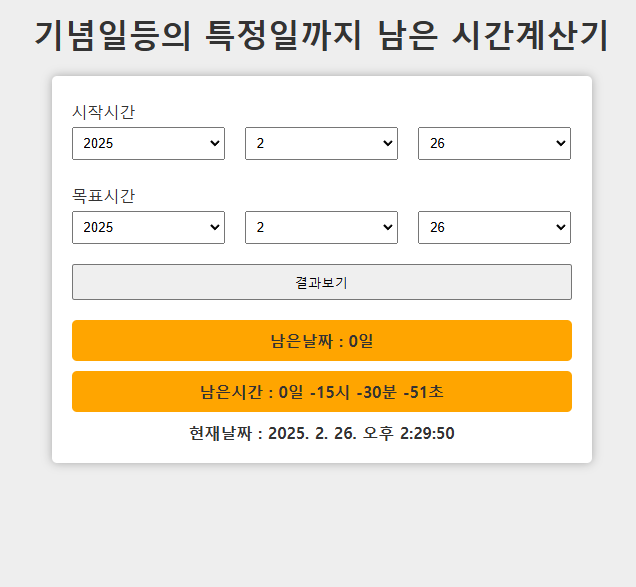 기념일등의 특정일까지 남은 시간계산기
시작시간
2025 2 26
목표시간
2025 2 26
결과보기
남은날짜 : 0일
남은시간 : 0일 -15시 -30분 -51초
현재날짜 : 2025. 2. 26. 오후 2:29:50